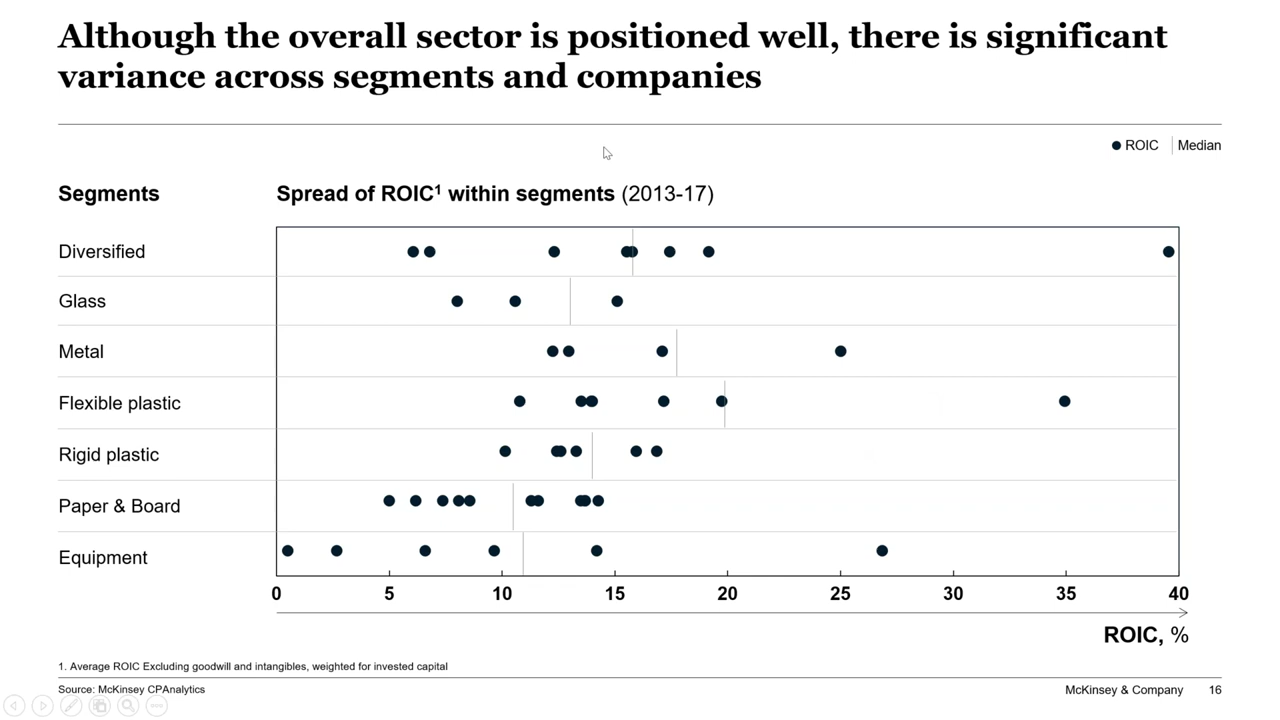 Although the overall sector is positioned well, there is significant
variance across segments and companies
ROIC
Median
Segments
Spread of ROIC¹ within segments (2013-17)
Diversified
Glass
Metal
Flexible plastic
Rigid plastic
Paper & Board
Equipment
0 5 10 15 20 25 30 35 40
ROIC, %
1. Average ROIC Excluding goodwill and intangibles, weighted for invested capital
Source: McKinsey CPAnalytics
McKinsey & Company 16